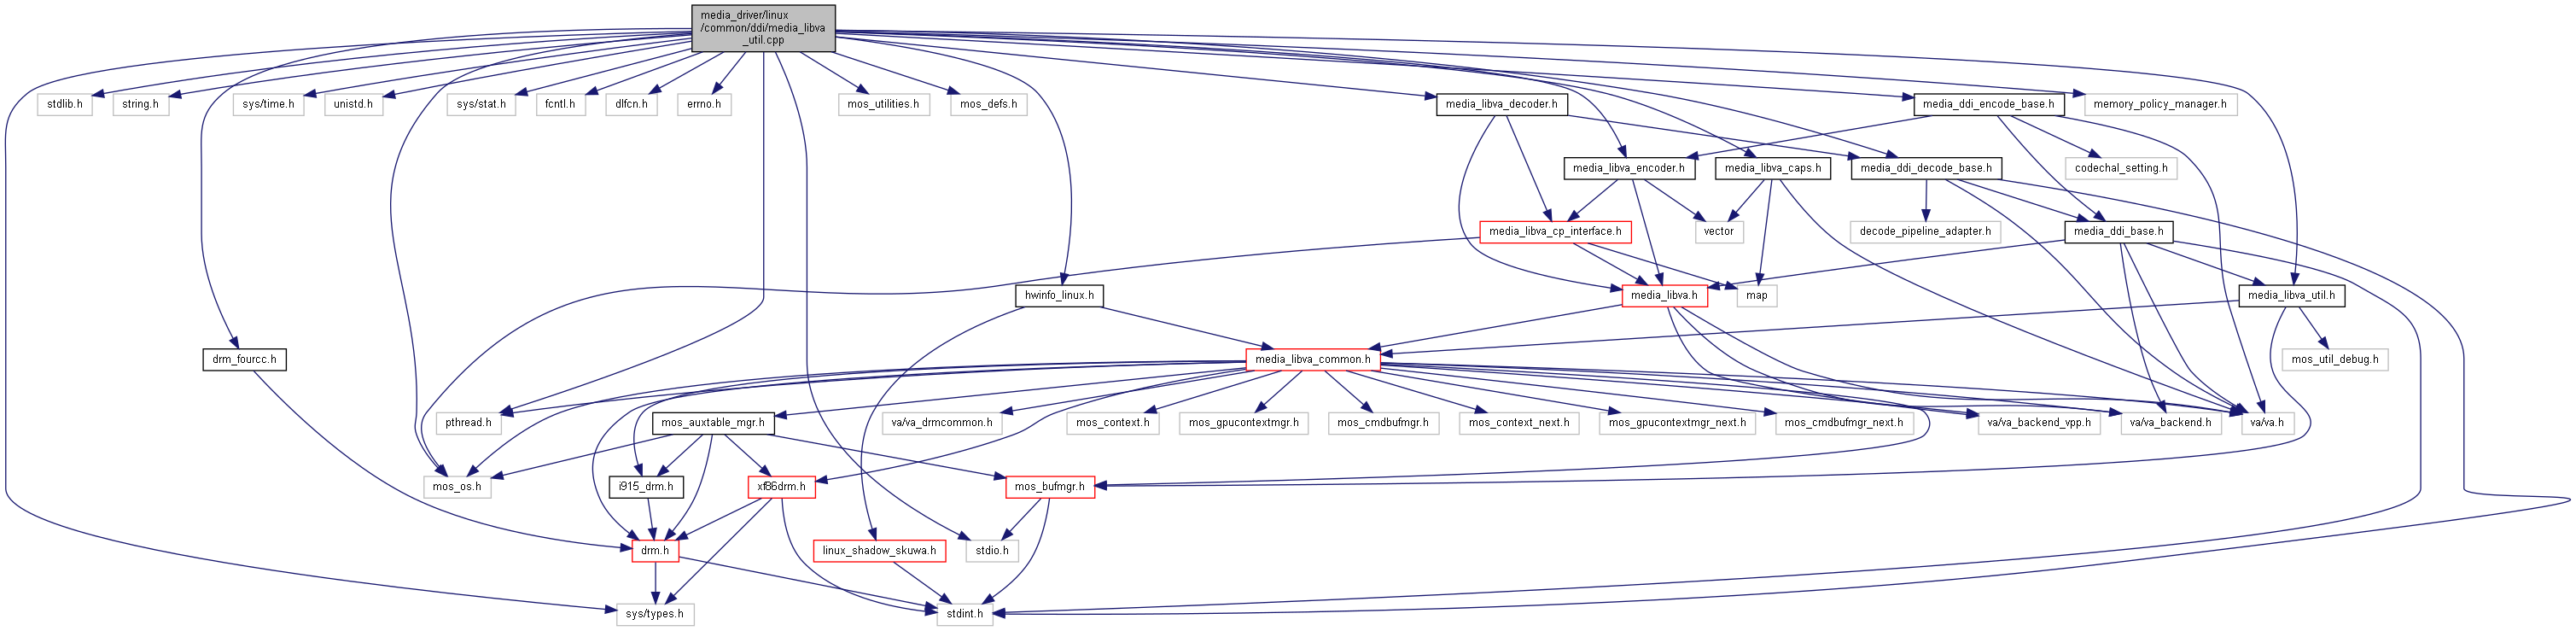 media_driver/linux
/common/ddi/media_libva
_util.cpp
stdlib.h
string.h
sys/time.h
unistd.h
sys/stat.h
fcntl.h
dlfcn.h
errno.h
mos_utilities.h
mos_defs.h
media_libva_decoder.h
media_ddi_encode_base.h
memory_policy_manager.h
media_libva_encoder.h
media_libva_caps.h
media_ddi_decode_base.h
codechal_setting.h
media_libva_cp_interface.h
vector
decode_pipeline_adapter.h
media_ddi_base.h
hwinfo_linux.h
media_libva.h
map
media_libva_util.h
drm_fourcc.h
media_libva_common.h
mos_util_debug.h
pthread.h
mos_auxtable_mgr.h
va/va_drmcommon.h
mos_context.h
mos_gpucontextmgr.h
mos_cmdbufmgr.h
mos_context_next.h
mos_gpucontextmgr_next.h
mos_cmdbufmgr_next.h
va/va_backend_vpp.h
va/va_backend.h
va/va.h
mos_os.h
i915_drm.h
xf86drm.h
mos_bufmgr.h
drm.h
linux_shadow_skuwa.h
stdio.h
sys/types.h
stdint.h